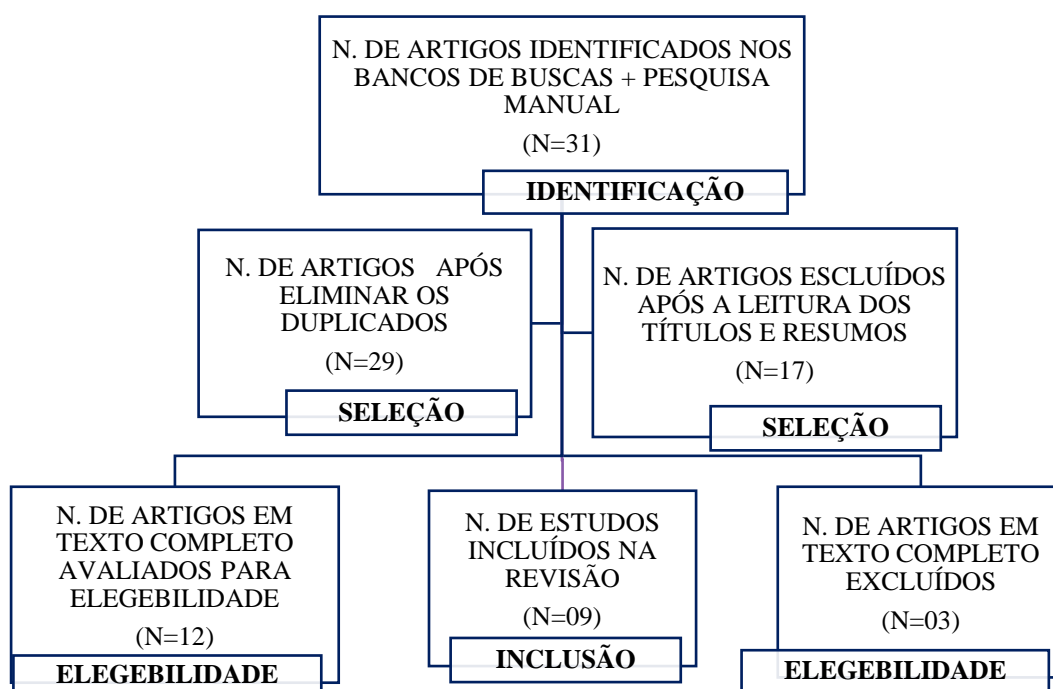 N. DE ARTIGOS IDENTIFICADOS NOS
BANCOS DE BUSCAS + PESQUISA
MANUAL
(N=31)
IDENTIFICAÇÃO
N. DE ARTIGOS APÓS
ELIMINAR OS
DUPLICADOS
(N=29)
SELEÇÃO
N. DE ARTIGOS ESCLUÍDOS
APÓS A LEITURA DOS
TÍTULOS E RESUMOS
(N=17)
SELEÇÃO
N. DE ARTIGOS EM
TEXTO COMPLETO
AVALIADOS PARA
ELEGEBILIDADE
(N=12)
ELEGEBILIDADE
N. DE ESTUDOS
INCLUÍDOS NA
REVISÃO
(N=09)
INCLUSÃO
N. DE ARTIGOS EM
TEXTO COMPLETO
EXCLUÍDOS
(N=03)
ELEGEBILIDADE